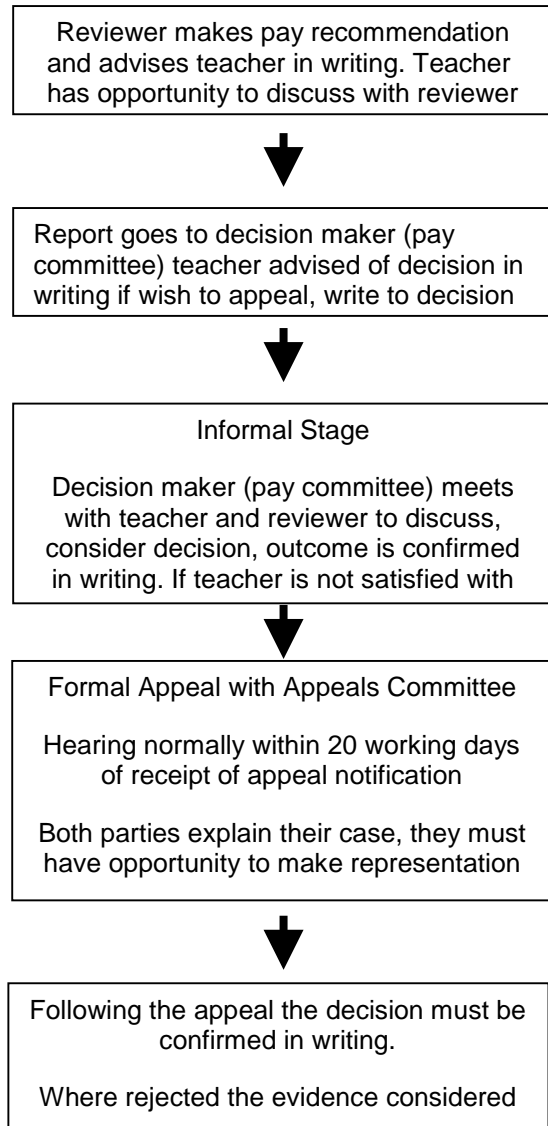 Reviewer makes pay recommendation
and advises teacher in writing. Teacher
has opportunity to discuss with reviewer
Report goes to decision maker (pay
committee) teacher advised of decision in
writing if wish to appeal, write to decision
Informal Stage
Decision maker (pay committee) meets
with teacher and reviewer to discuss,
consider decision, outcome is confirmed
in writing. If teacher is not satisfied with
Formal Appeal with Appeals Committee
Hearing normally within 20 working days
of receipt of appeal notification
Both parties explain their case, they must
have opportunity to make representation
Following the appeal the decision must be
confirmed in writing.
Where rejected the evidence considered